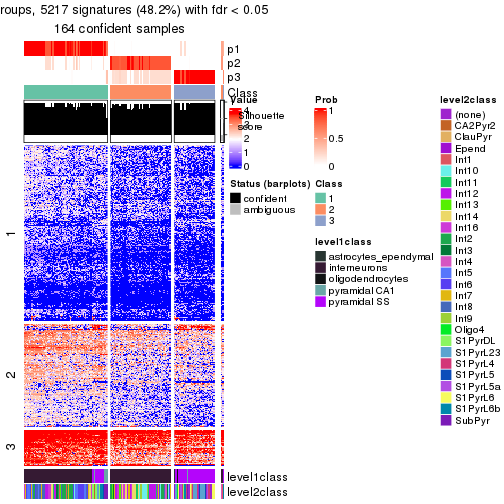 roups, 5217 signatures (48.2%) with fdr < 0.05
164 confident samples
p1
p2
p3
Class
Silhouette
score
1
2
3
level1class
level2class
Value
4
3
2
1
0
Status (barplots)
confident
ambiguous
Prob
1
0.5
0
Class
1
2
3
level1class
astrocytes_ependymal
interneurons
oligodendrocytes
pyramidal CA1
pyramidal SS
level2class
(none)
CA2Pyr2
ClauPyr
Epend
Int1
Int10
Int11
Int12
Int13
Int14
Int16
Int2
Int3
Int4
Int5
Int6
Int7
Int8
Int9
Oligo4
S1PyrDL
S1PyrL23
S1PyrL4
S1PyrL5
S1PyrL5a
S1PyrL6
S1PyrL6b
SubPyr